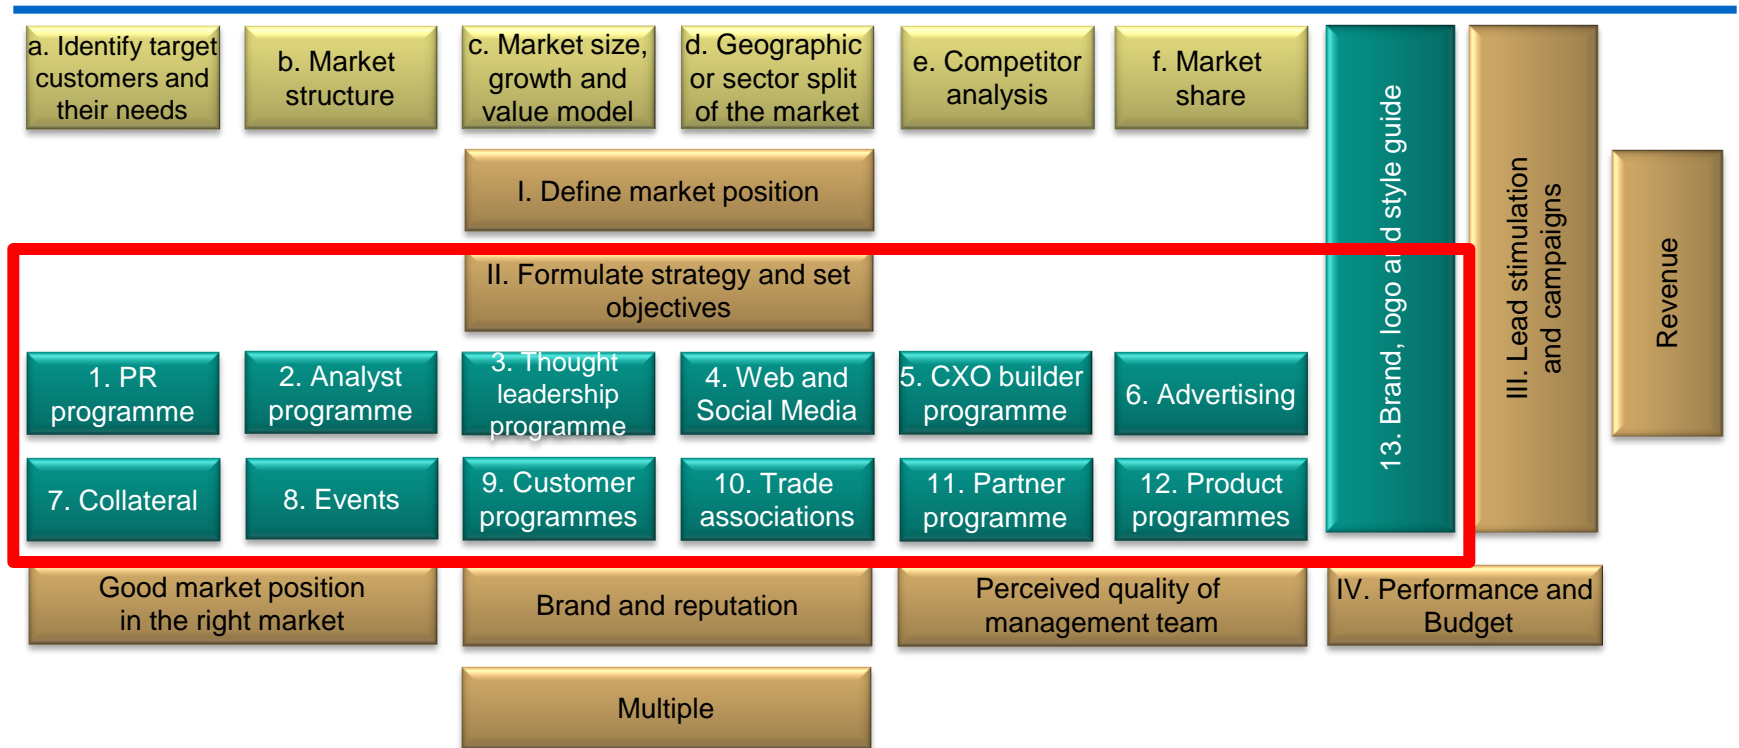 a. Identify target
customers and
their needs
b. Market
structure
c. Market size,
growth and
value model
d. Geographic
or sector split
of the market
e. Competitor
analysis
f. Market
share
I. Define market position
II. Formulate strategy and set
objectives
1. PR
programme
2. Analyst
programme
3. Thought
leadership
programme
4. Web and
Social Media
5. CXO builder
programme
6. Advertising
7. Collateral
8. Events
9. Customer
programmes
10. Trade
associations
11. Partner
programme
12. Product
programmes
13. Brand, logo and style guide
III. Lead stimulation
and campaigns
Revenue
Good market position
in the right market
Brand and reputation
Perceived quality of
management team
IV. Performance and
Budget
Multiple